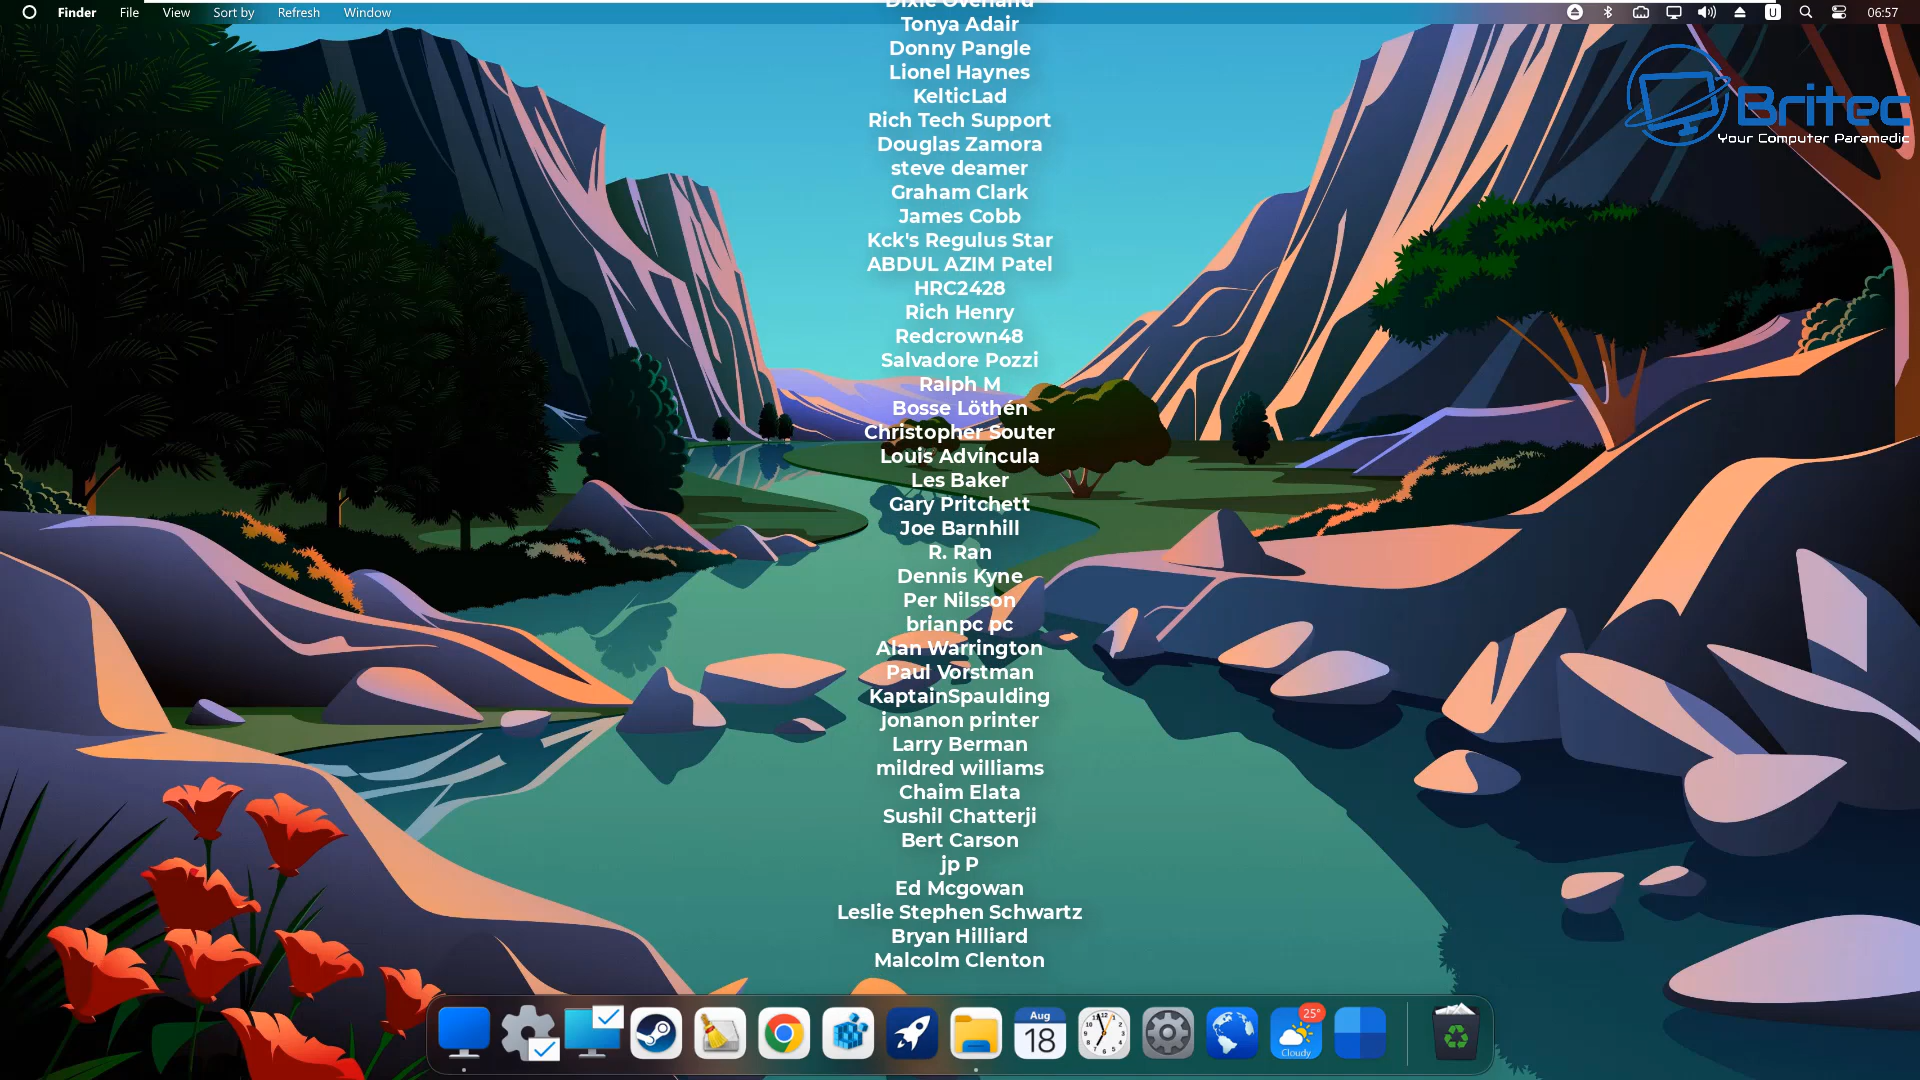 Finder File View Sort by Refresh Window
U
06:57
Britec
Your Computer Paramedic
Dixie Overland
Tonya Adair
Donny Pangle
Lionel Haynes
KelticLad
Rich Tech Support
Douglas Zamora
steve deamer
Graham Clark
James Cobb
Kck's Regulus Star
ABDUL AZIM Patel
HRC2428
Rich Henry
Redcrown48
Salvadore Pozzi
Ralph M
Bosse Löthén
Christopher Souter
Louis Advincula
Les Baker
Gary Pritchett
Joe Barnhill
R. Ran
Dennis Kyne
Per Nilsson
brianpc pc
Alan Warrington
Paul Vorstman
KaptainSpaulding
jonanon printer
Larry Berman
mildred williams
Chaim Elata
Sushil Chatterji
Bert Carson
jp P
Ed Mcgowan
Leslie Stephen Schwartz
Bryan Hilliard
Malcolm Clenton
Aug
18
25°
Cloudy